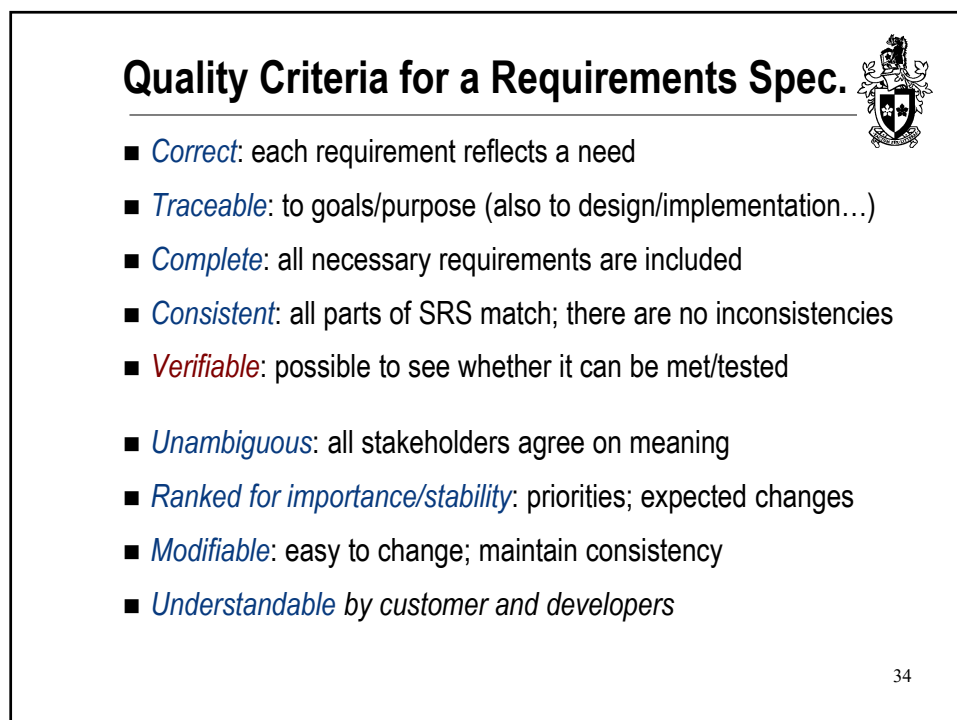 Quality Criteria for a Requirements Spec.
■ Correct: each requirement reflects a need
■ Traceable: to goals/purpose (also to design/implementation…)
■ Complete: all necessary requirements are included
■ Consistent: all parts of SRS match; there are no inconsistencies
■ Verifiable: possible to see whether it can be met/tested
■ Unambiguous: all stakeholders agree on meaning
■ Ranked for importance/stability: priorities; expected changes
■ Modifiable: easy to change; maintain consistency
■ Understandable by customer and developers
34